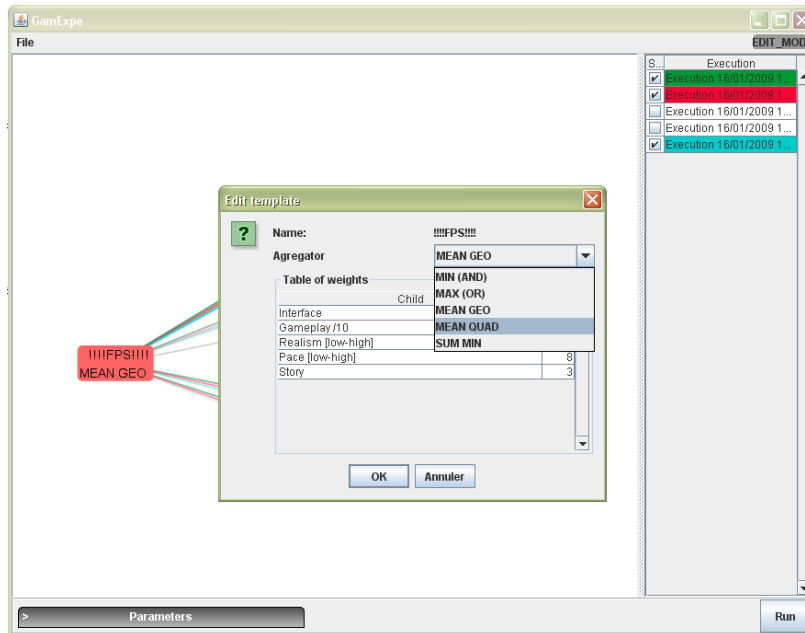 GamExpe
File
EDIT_MOD
S... Execution
Execution 16/01/2009 1...
Execution 16/01/2009 1...
Execution 16/01/2009 1...
Execution 16/01/2009 1...
Execution 16/01/2009 1...
!!!!FPS!!!!
MEAN GEO
Edit template
?
Name: !!!!FPS!!!!
Agregator MEAN GEO
MIN (AND)
MAX (OR)
MEAN GEO
MEAN QUAD
SUM MIN
Table of weights
Child
Interface
Gameplay /10
Realism [low-high]
Pace [low-high] 8
Story 3
OK Annuler
> Parameters
Run